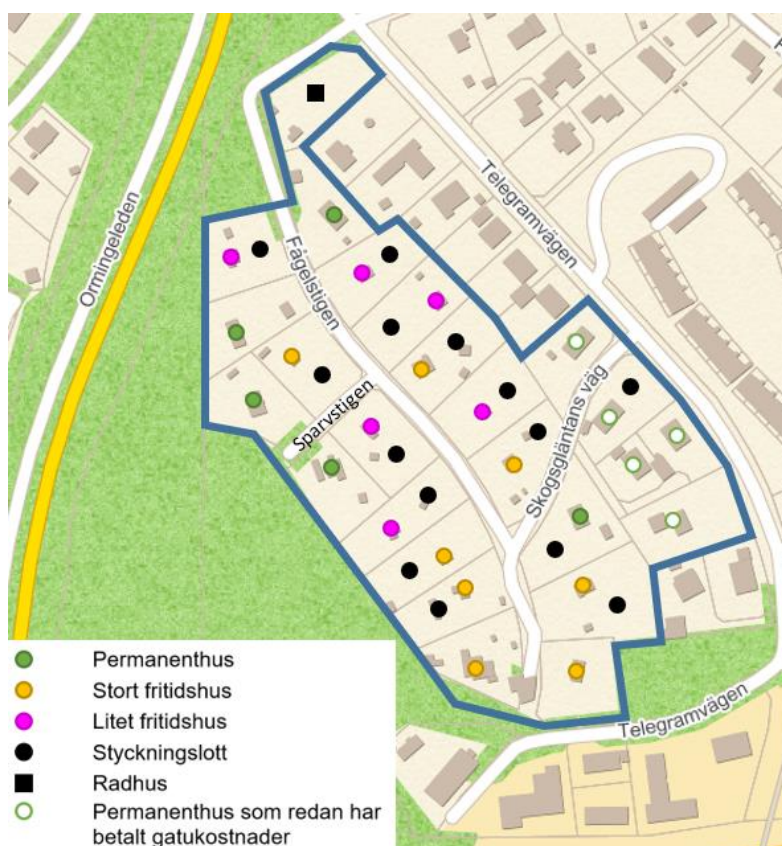 Ormingeleden
Fågelstigen
Telegramvägen
Sparvstigen
Skogsgläntans väg
Telegramvägen
Permanenthus
Stort fritidshus
Litet fritidshus
Styckningslott
Radhus
Permanenthus som redan har
betalt gatukostnader